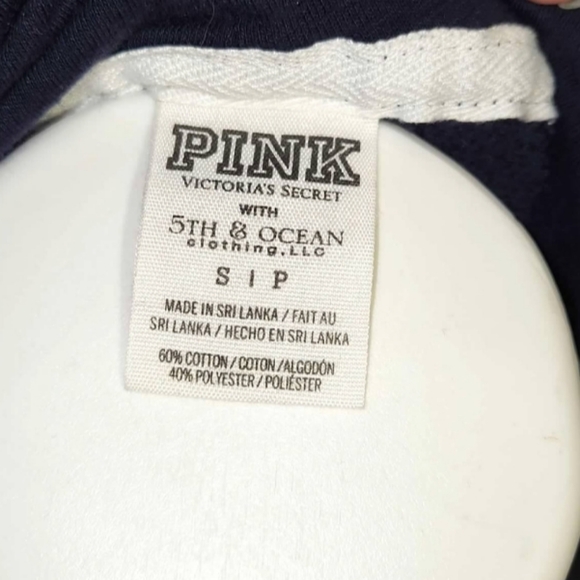 PINK
VICTORIA'S SECRET
WITH
5TH & OCEAN
clothing, LLC
S | P
MADE IN SRI LANKA / FAIT AU
SRI LANKA / HECHO EN SRI LANKA
60% COTTON / COTON / ALGODÓN
40% POLYESTER / POLIÉSTER